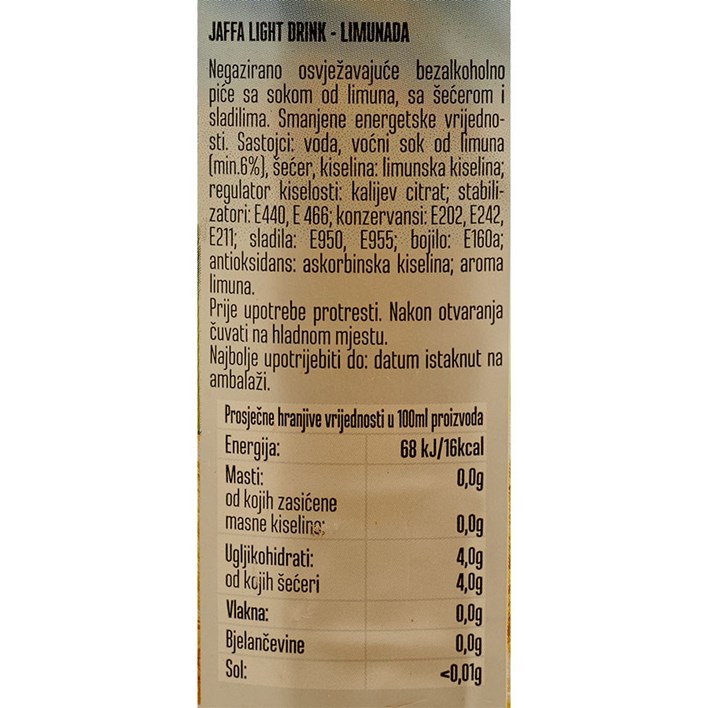 JAFFA LIGHT DRINK - LIMUNADA
Negazirano osvježavajuće bezalkoholno
piće sa sokom od limuna, sa šećerom i
sladilima. Smanjene energetske vrijedno-
sti. Sastojci: voda, voćni sok od limuna
(min.6%), šećer, kiselina: limunska kiselina;
regulator kiselosti: kalijev citrat; stabili-
zatori: E440, E 466; konzervansi: E202, E242,
E211; sladila: E950, E955; bojilo: E160a;
antioksidans: askorbinska kiselina; aroma
limuna.
Prije upotrebe protresti. Nakon otvaranja
čuvati na hladnom mjestu.
Najbolje upotrijebiti do: datum istaknut na
ambalaži.
Prosječne hranjive vrijednosti u 100ml proizvoda
Energija: 68 kJ/16kcal
Masti: 0,0g
od kojih zasićene
masne kiseline: 0,0g
Ugljikohidrati: 4,0g
od kojih šećeri 4,0g
Vlakna: 0,0g
Bjelančevine 0,0g
Sol: <0,01g